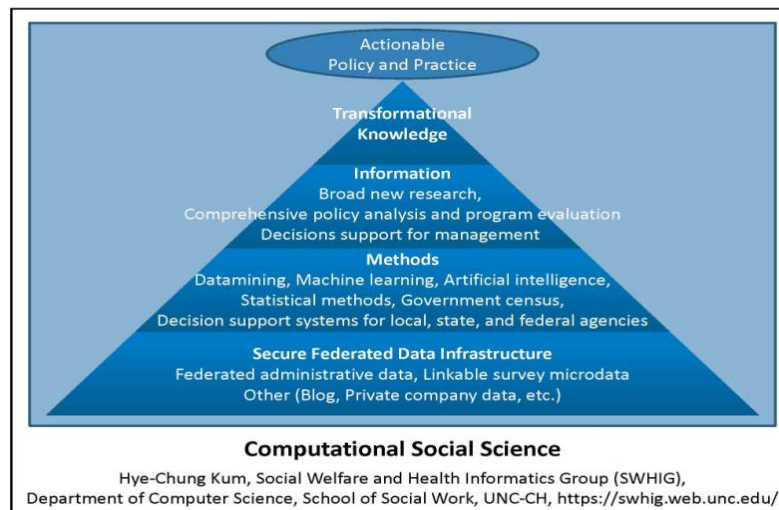 Actionable
Policy and Practice
Transformational
Knowledge
Information
Broad new research,
Comprehensive policy analysis and program evaluation
Decisions support for management
Methods
Datamining, Machine learning, Artificial intelligence,
Statistical methods, Government census,
Decision support systems for local, state, and federal agencies
Secure Federated Data Infrastructure
Federated administrative data, Linkable survey microdata
Other (Blog, Private company data, etc.)
Computational Social Science
Hye-Chung Kum, Social Welfare and Health Informatics Group (SWHIG),
Department of Computer Science, School of Social Work, UNC-CH, https://swhig.web.unc.edu/